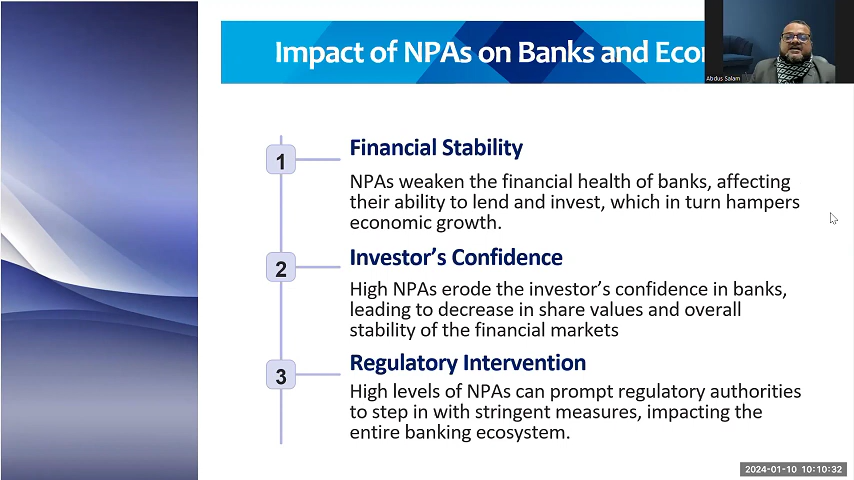 Impact of NPAs on Banks and Eco
Abdus Salam
1
Financial Stability
NPAs weaken the financial health of banks, affecting
their ability to lend and invest, which in turn hampers
economic growth.
2
Investor’s Confidence
High NPAs erode the investor’s confidence in banks,
leading to decrease in share values and overall
stability of the financial markets
3
Regulatory Intervention
High levels of NPAs can prompt regulatory authorities
to step in with stringent measures, impacting the
entire banking ecosystem.
2024-01-10 10:10:32